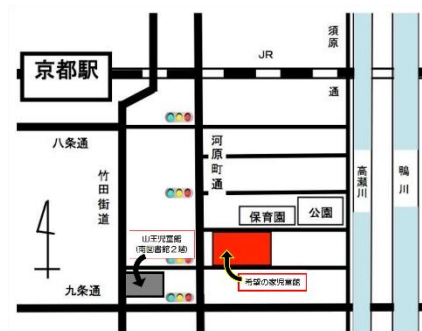 JR
須原通
京都駅
八条通
河原町通
竹田街道
高瀬川
鴨川
保育園
公園
山王児童館
(南図書館2階)
九条通
希望の家児童館